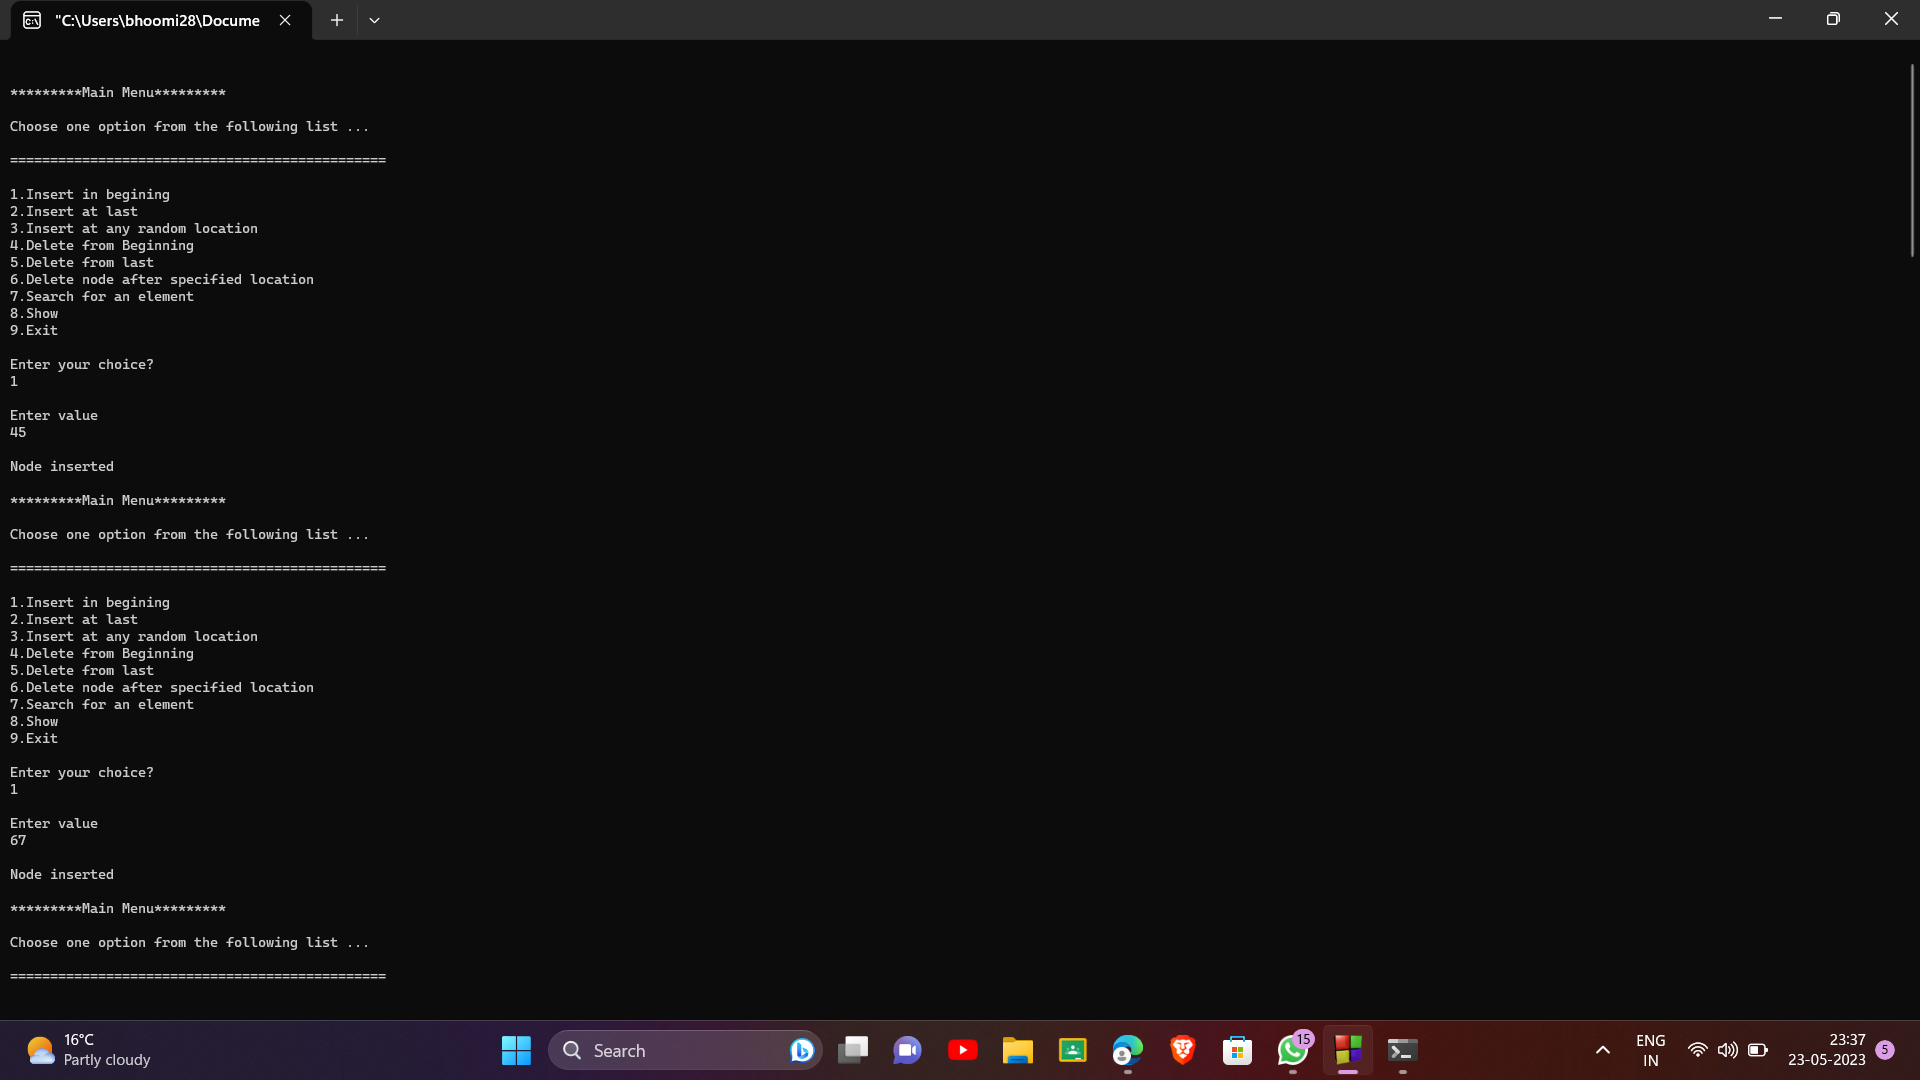 "C:\Users\bhoomi28\Docume
*********Main Menu*********
Choose one option from the following list ...
===============================================
1.Insert in begining
2.Insert at last
3.Insert at any random location
4.Delete from Beginning
5.Delete from last
6.Delete node after specified location
7.Search for an element
8.Show
9.Exit
Enter your choice?
1
Enter value
45
Node inserted
*********Main Menu*********
Choose one option from the following list ...
===============================================
1.Insert in begining
2.Insert at last
3.Insert at any random location
4.Delete from Beginning
5.Delete from last
6.Delete node after specified location
7.Search for an element
8.Show
9.Exit
Enter your choice?
1
Enter value
67
Node inserted
*********Main Menu*********
Choose one option from the following list ...
===============================================
16°C
Partly cloudy
Search
15
ENG
IN
23:37
23-05-2023
5